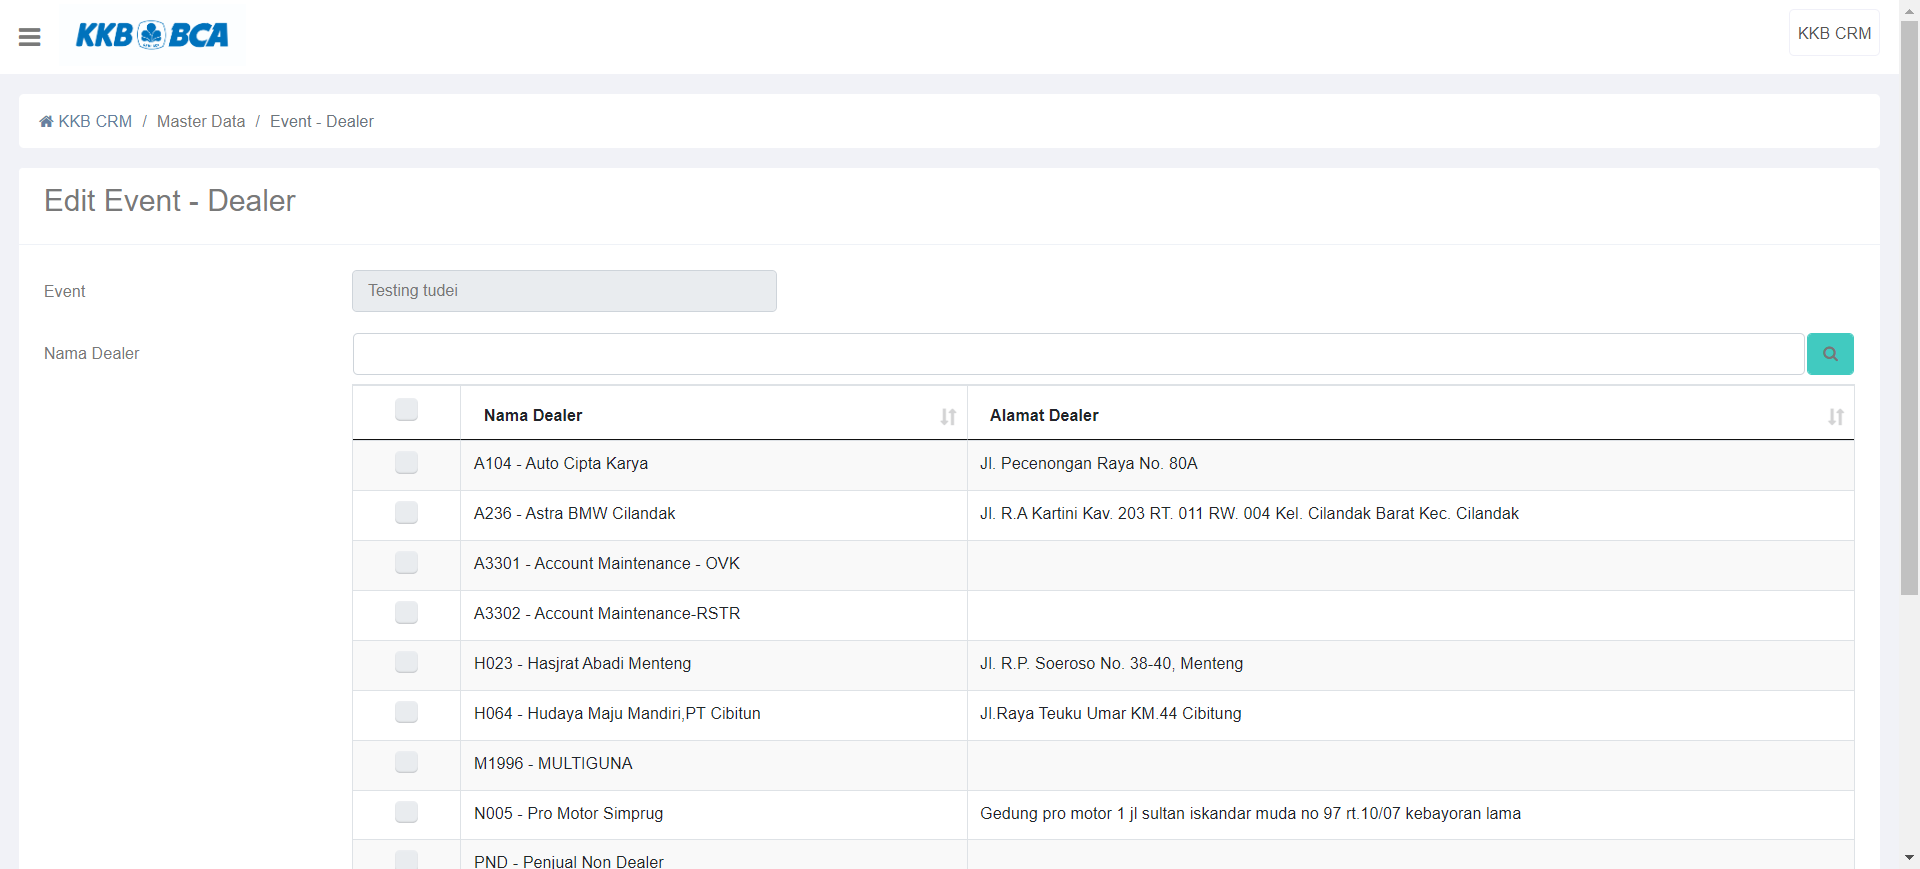 KKB BCA
KKB CRM
KKB CRM / Master Data / Event - Dealer
Edit Event - Dealer
Event
Testing tudei
Nama Dealer
Nama Dealer Alamat Dealer
A104 - Auto Cipta Karya Jl. Pecenongan Raya No. 80A
A236 - Astra BMW Cilandak Jl. R.A Kartini Kav. 203 RT. 011 RW. 004 Kel. Cilandak Barat Kec. Cilandak
A3301 - Account Maintenance - OVK
A3302 - Account Maintenance-RSTR
H023 - Hasjrat Abadi Menteng Jl. R.P. Soeroso No. 38-40, Menteng
H064 - Hudaya Maju Mandiri,PT Cibitun Jl.Raya Teuku Umar KM.44 Cibitung
M1996 - MULTIGUNA
N005 - Pro Motor Simprug Gedung pro motor 1 jl sultan iskandar muda no 97 rt.10/07 kebayoran lama
PND - Penjual Non Dealer